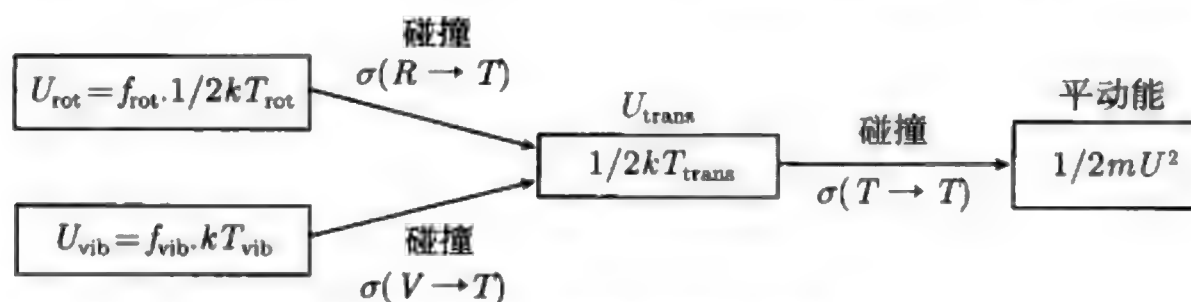 碰撞
σ(R → T)
U_rot = f_rot. 1/2kT_rot
U_trans
1/2kT_trans
碰撞
σ(T → T)
平动能
1/2mU²
U_vib = f_vib. kT_vib
碰撞
σ(V → T)